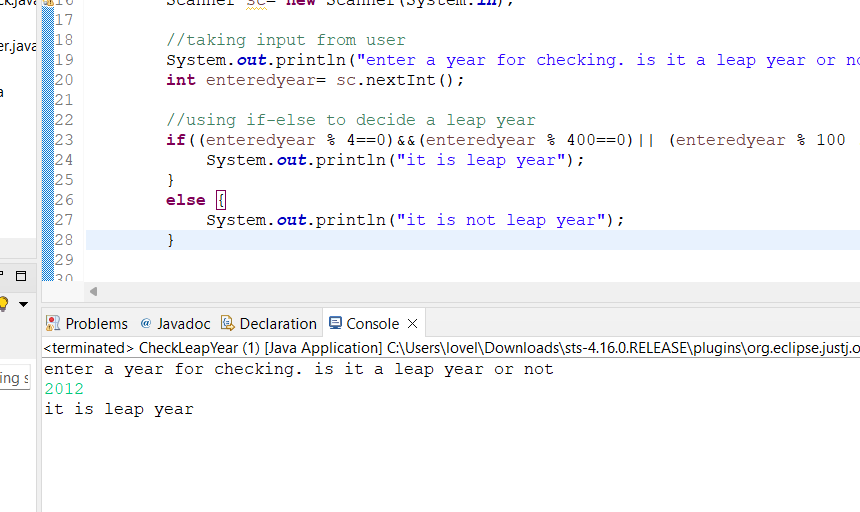 ck.java
16 Scanner sc= new Scanner(System.in);
17
er.java
18 //taking input from user
19 System.out.println("enter a year for checking. is it a leap year or no
20 int enteredyear= sc.nextInt();
a
21
22 //using if-else to decide a leap year
23 if((enteredyear % 4==0)&&(enteredyear % 400==0)|| (enteredyear % 100
24 System.out.println("it is leap year");
25 }
26 else {
27 System.out.println("it is not leap year");
28 }
29
30
Problems @ Javadoc Declaration Console
<terminated> CheckLeapYear (1) [Java Application] C:\Users\lovel\Downloads\sts-4.16.0.RELEASE\plugins\org.eclipse.justj.o
enter a year for checking. is it a leap year or not
ing s
2012
it is leap year